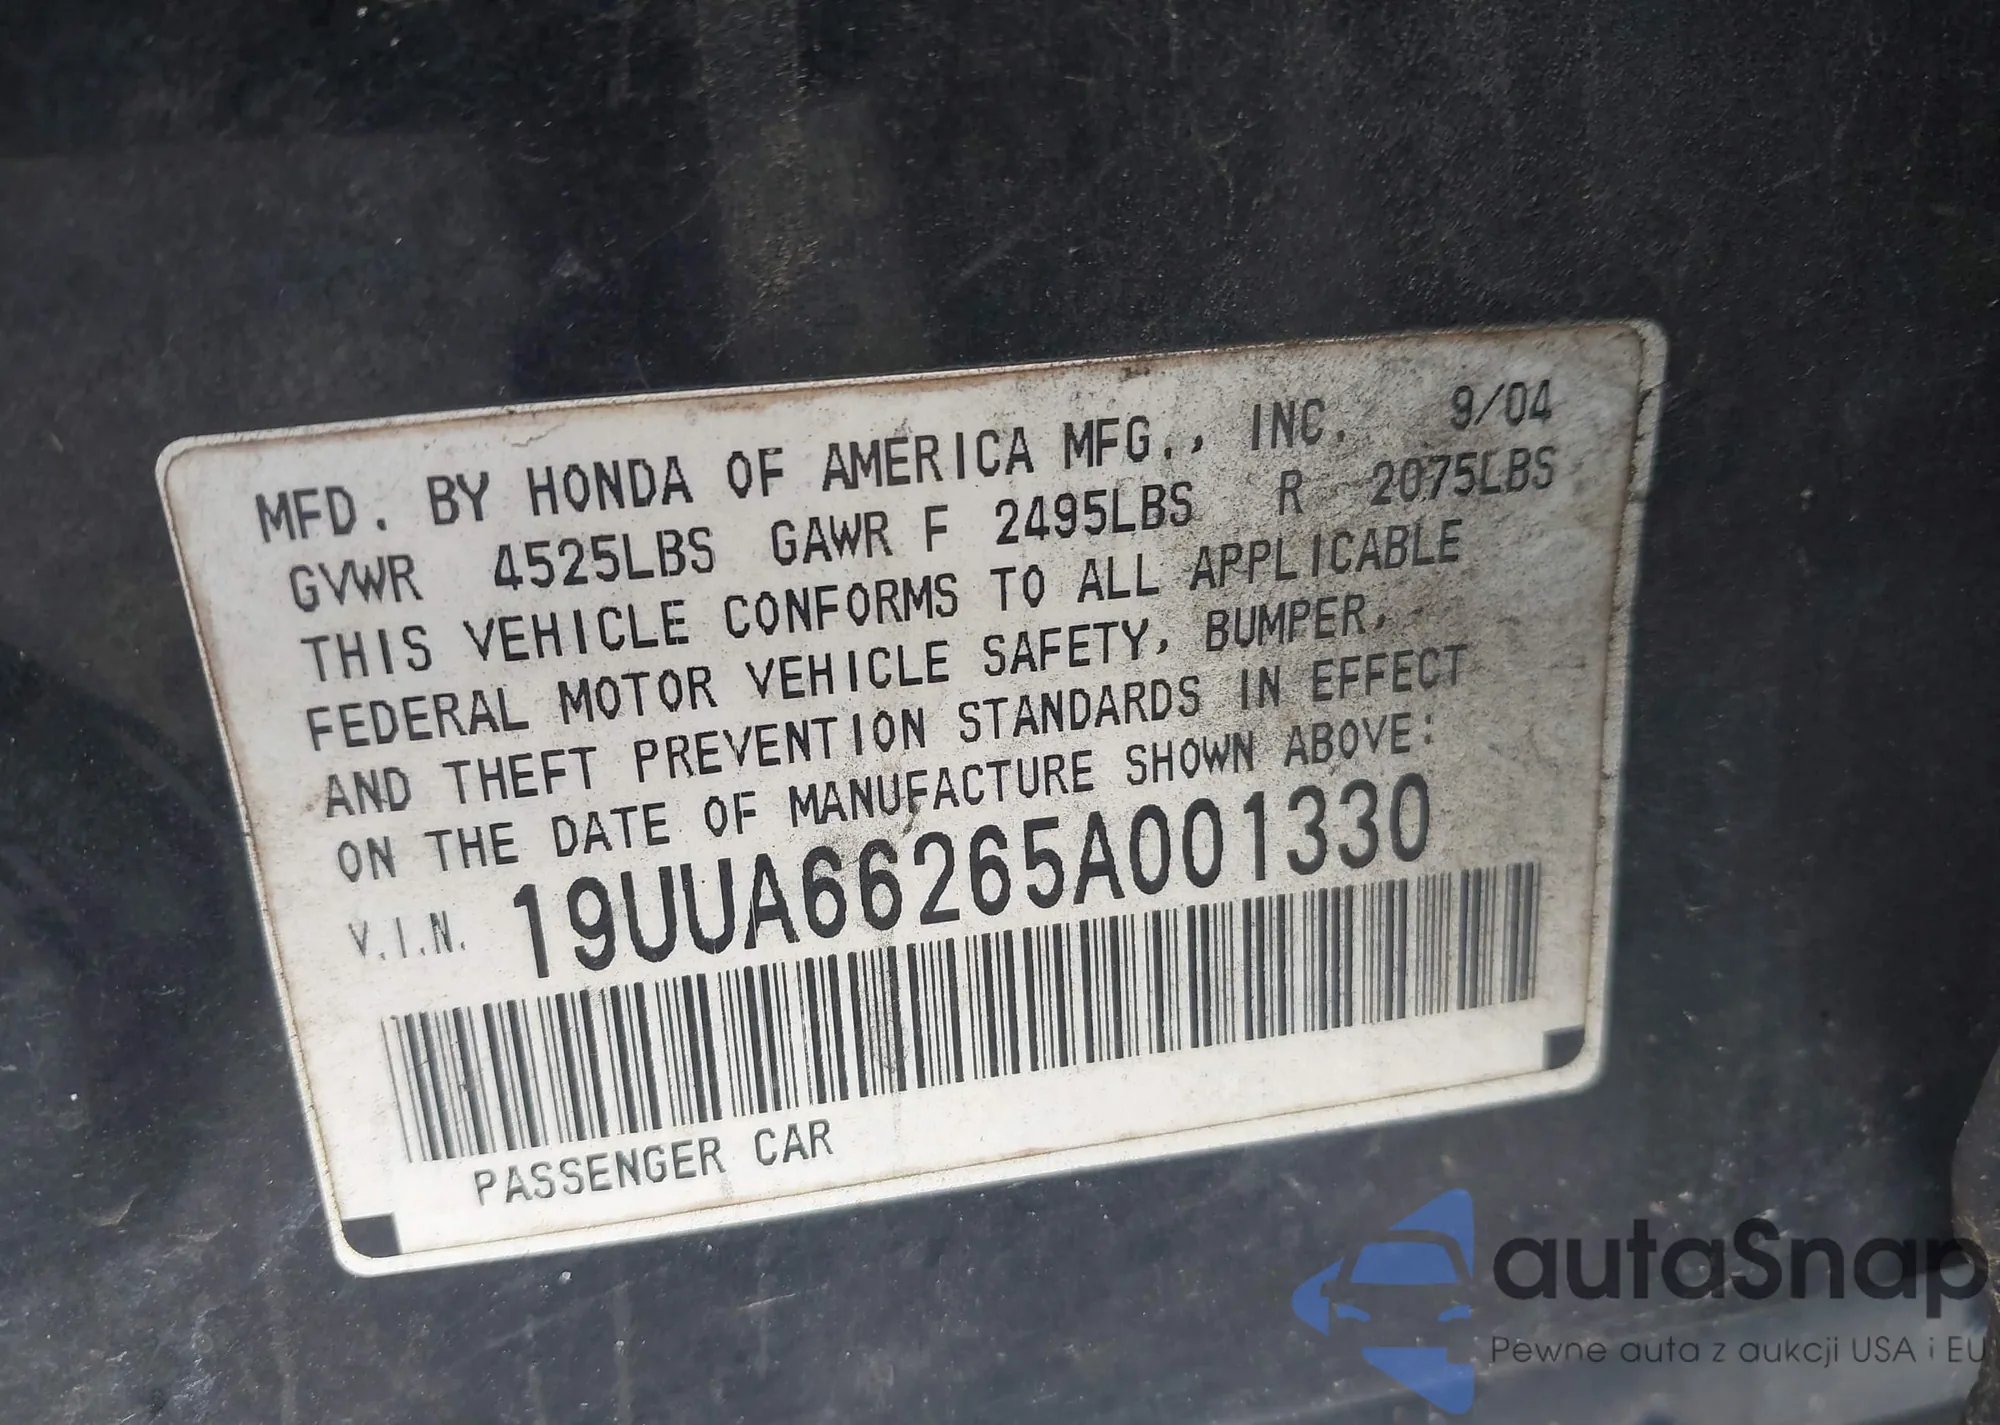 MFD. BY HONDA OF AMERICA MFG., INC. 9/04
GVWR 4525LBS GAWR F 2495LBS R 2075LBS
THIS VEHICLE CONFORMS TO ALL APPLICABLE
FEDERAL MOTOR VEHICLE SAFETY, BUMPER,
AND THEFT PREVENTION STANDARDS IN EFFECT
ON THE DATE OF MANUFACTURE SHOWN ABOVE:
V.I.N. 19UUA66265A001330
PASSENGER CAR
autaSnap
Pewne auta z aukcji USA i EU